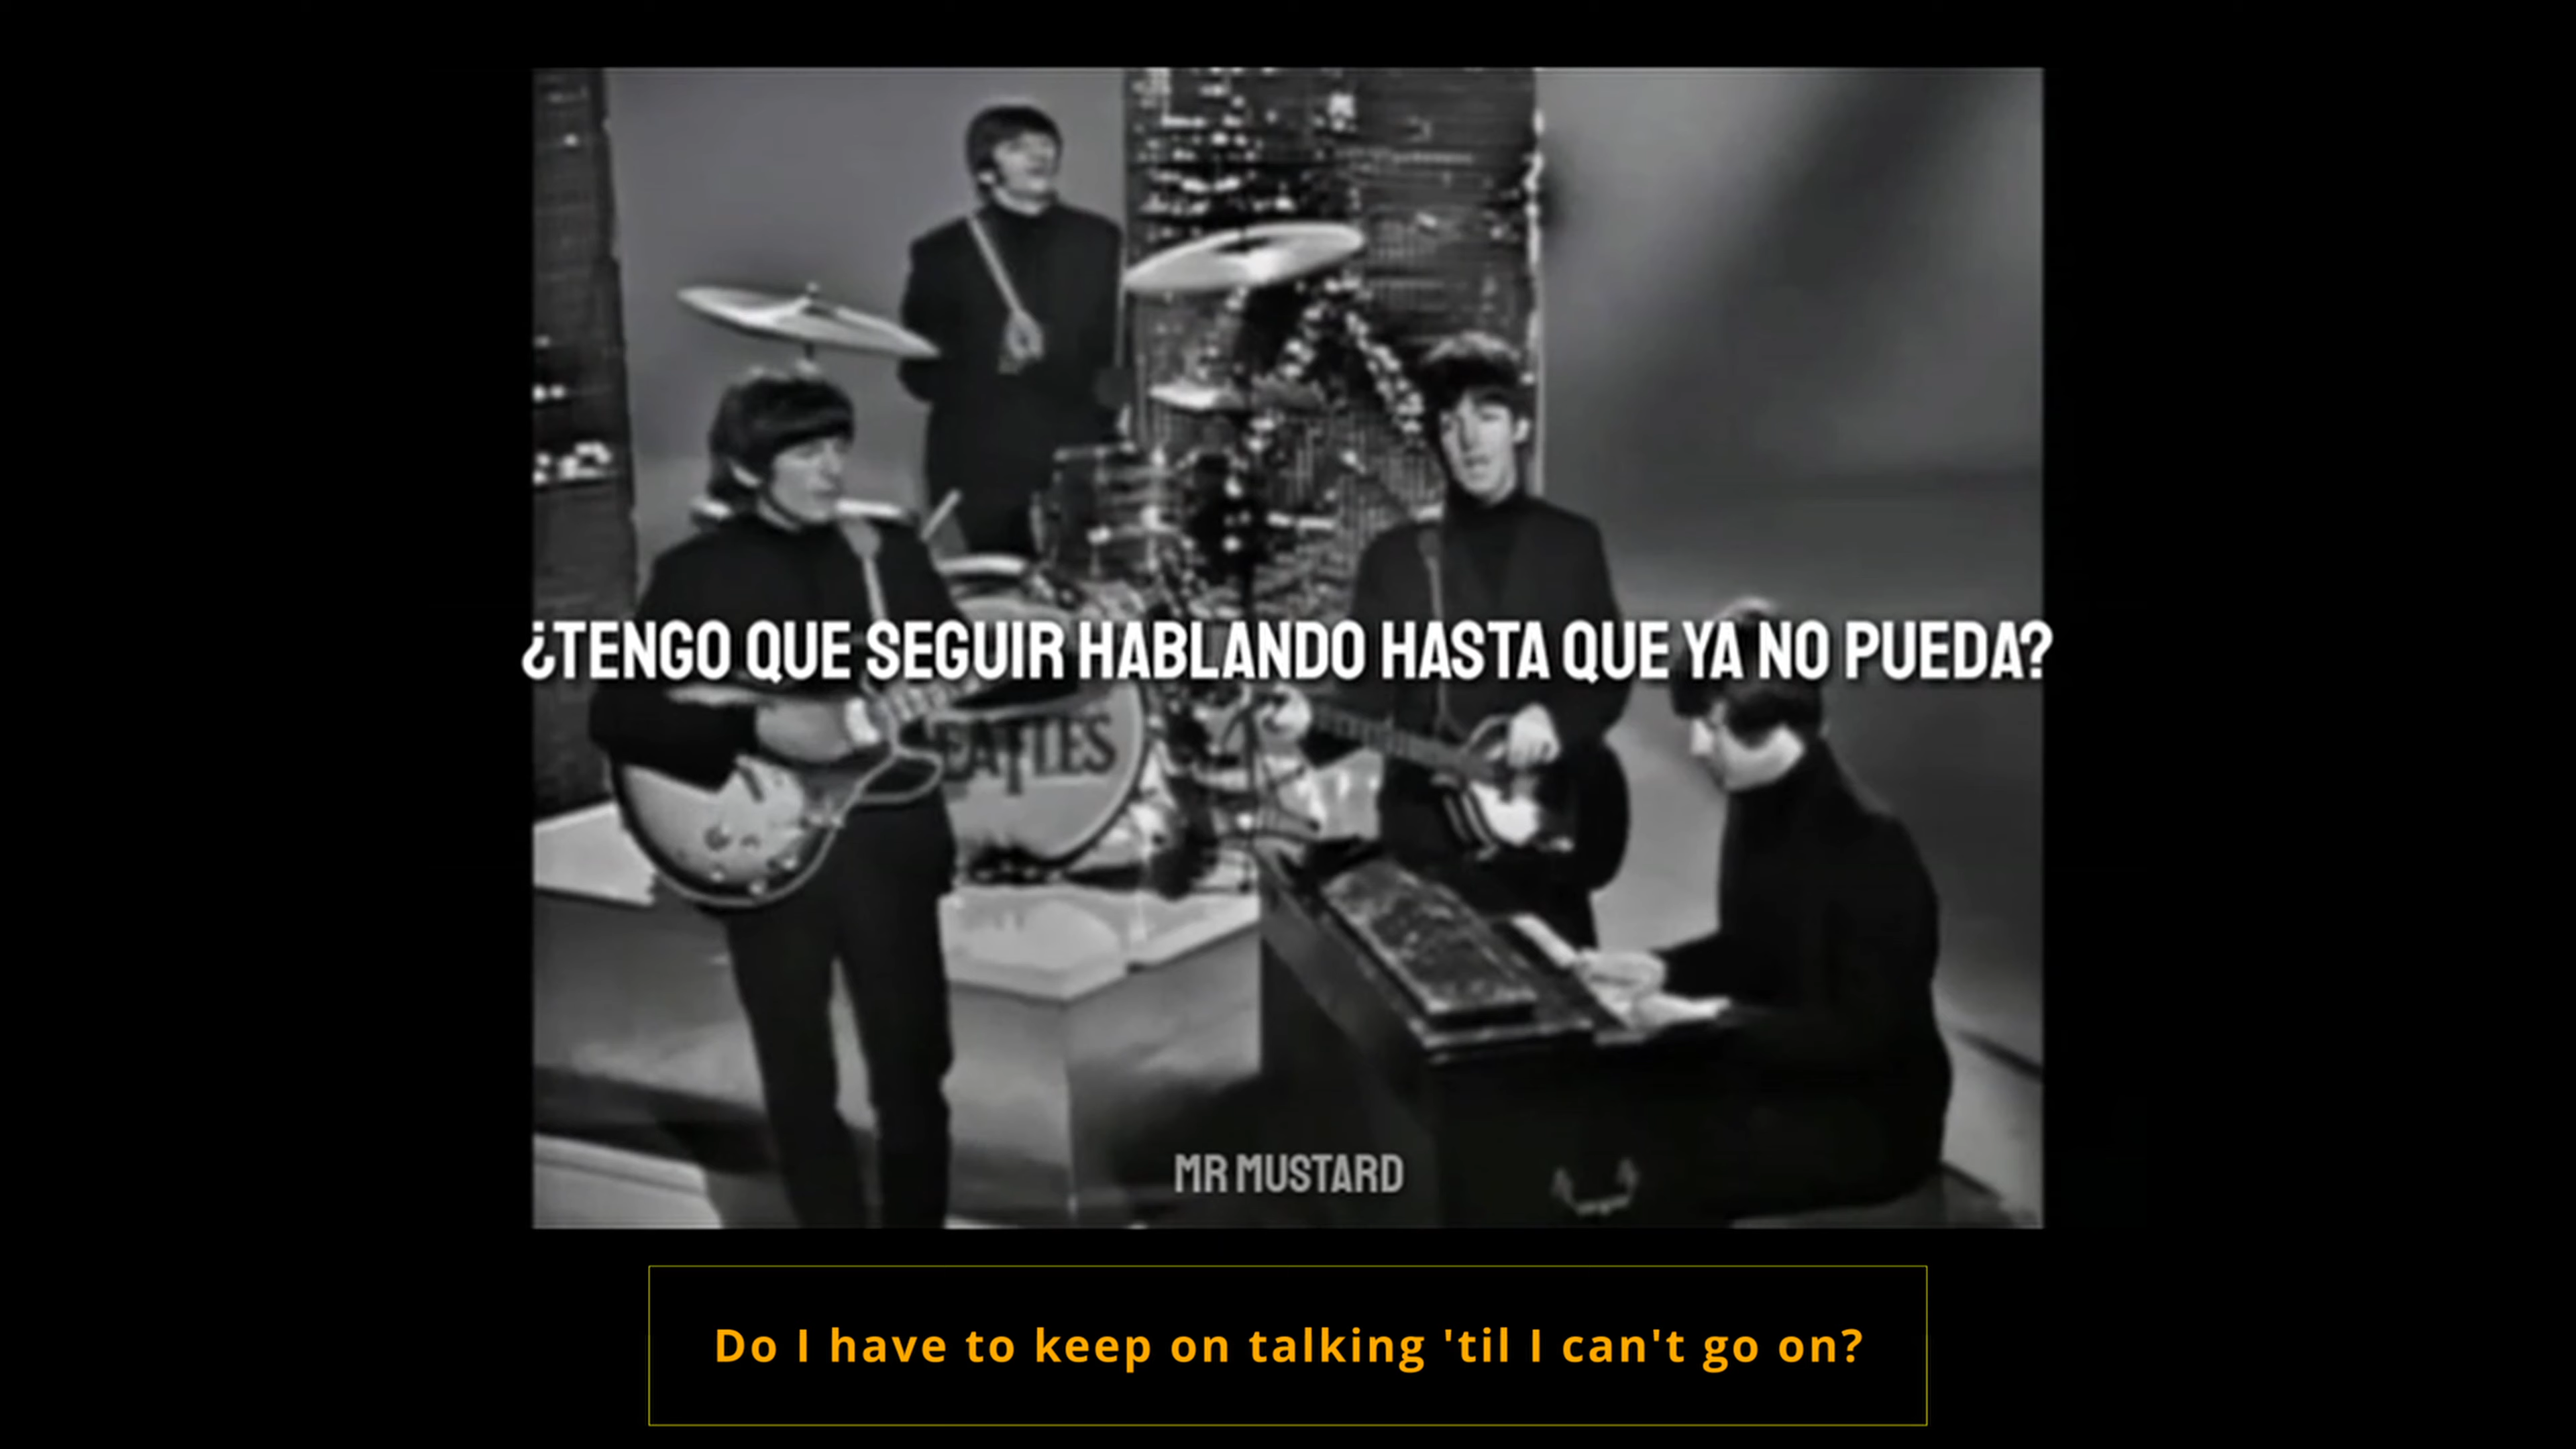 ¿TENGO QUE SEGUIR HABLANDO HASTA QUE YA NO PUEDA?
EATLES
MR MUSTARD
Do I have to keep on talking 'til I can't go on?